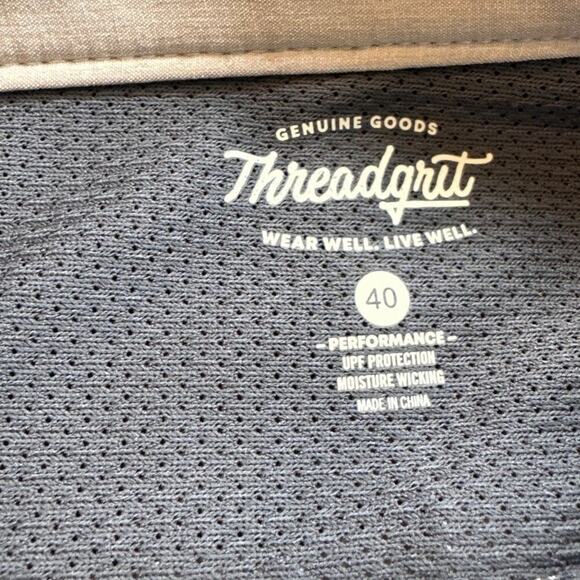 GENUINE GOODS
Threadgrit
WEAR WELL. LIVE WELL.
40
- PERFORMANCE -
UPF PROTECTION
MOISTURE WICKING
MADE IN CHINA